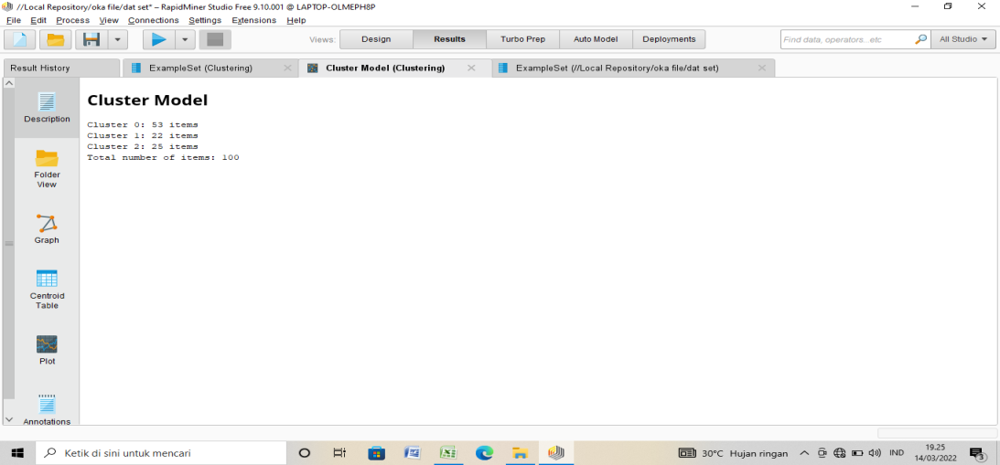 //Local Repository/oka file/dat set* – RapidMiner Studio Free 9.10.001 @ LAPTOP-OLMEPH8P
File Edit Process View Connections Settings Extensions Help
Views: Design Results Turbo Prep Auto Model Deployments Find data, operators...etc All Studio
Result History ExampleSet (Clustering) Cluster Model (Clustering) ExampleSet (//Local Repository/oka file/dat set)
Description
Folder
View
Graph
Centroid
Table
Plot
Annotations
Cluster Model
Cluster 0: 53 items
Cluster 1: 22 items
Cluster 2: 25 items
Total number of items: 100
Ketik di sini untuk mencari 30°C Hujan ringan IND 19.25
14/03/2022 3